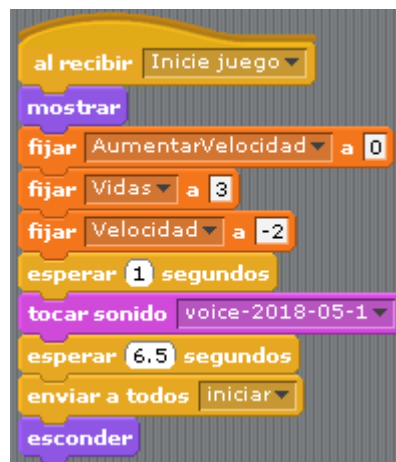 al recibir Inicie juego
mostrar
fijar AumentarVelocidad a 0
fijar Vidas a 3
fijar Velocidad a -2
esperar 1 segundos
tocar sonido voice-2018-05-1
esperar 6.5 segundos
enviar a todos iniciar
esconder